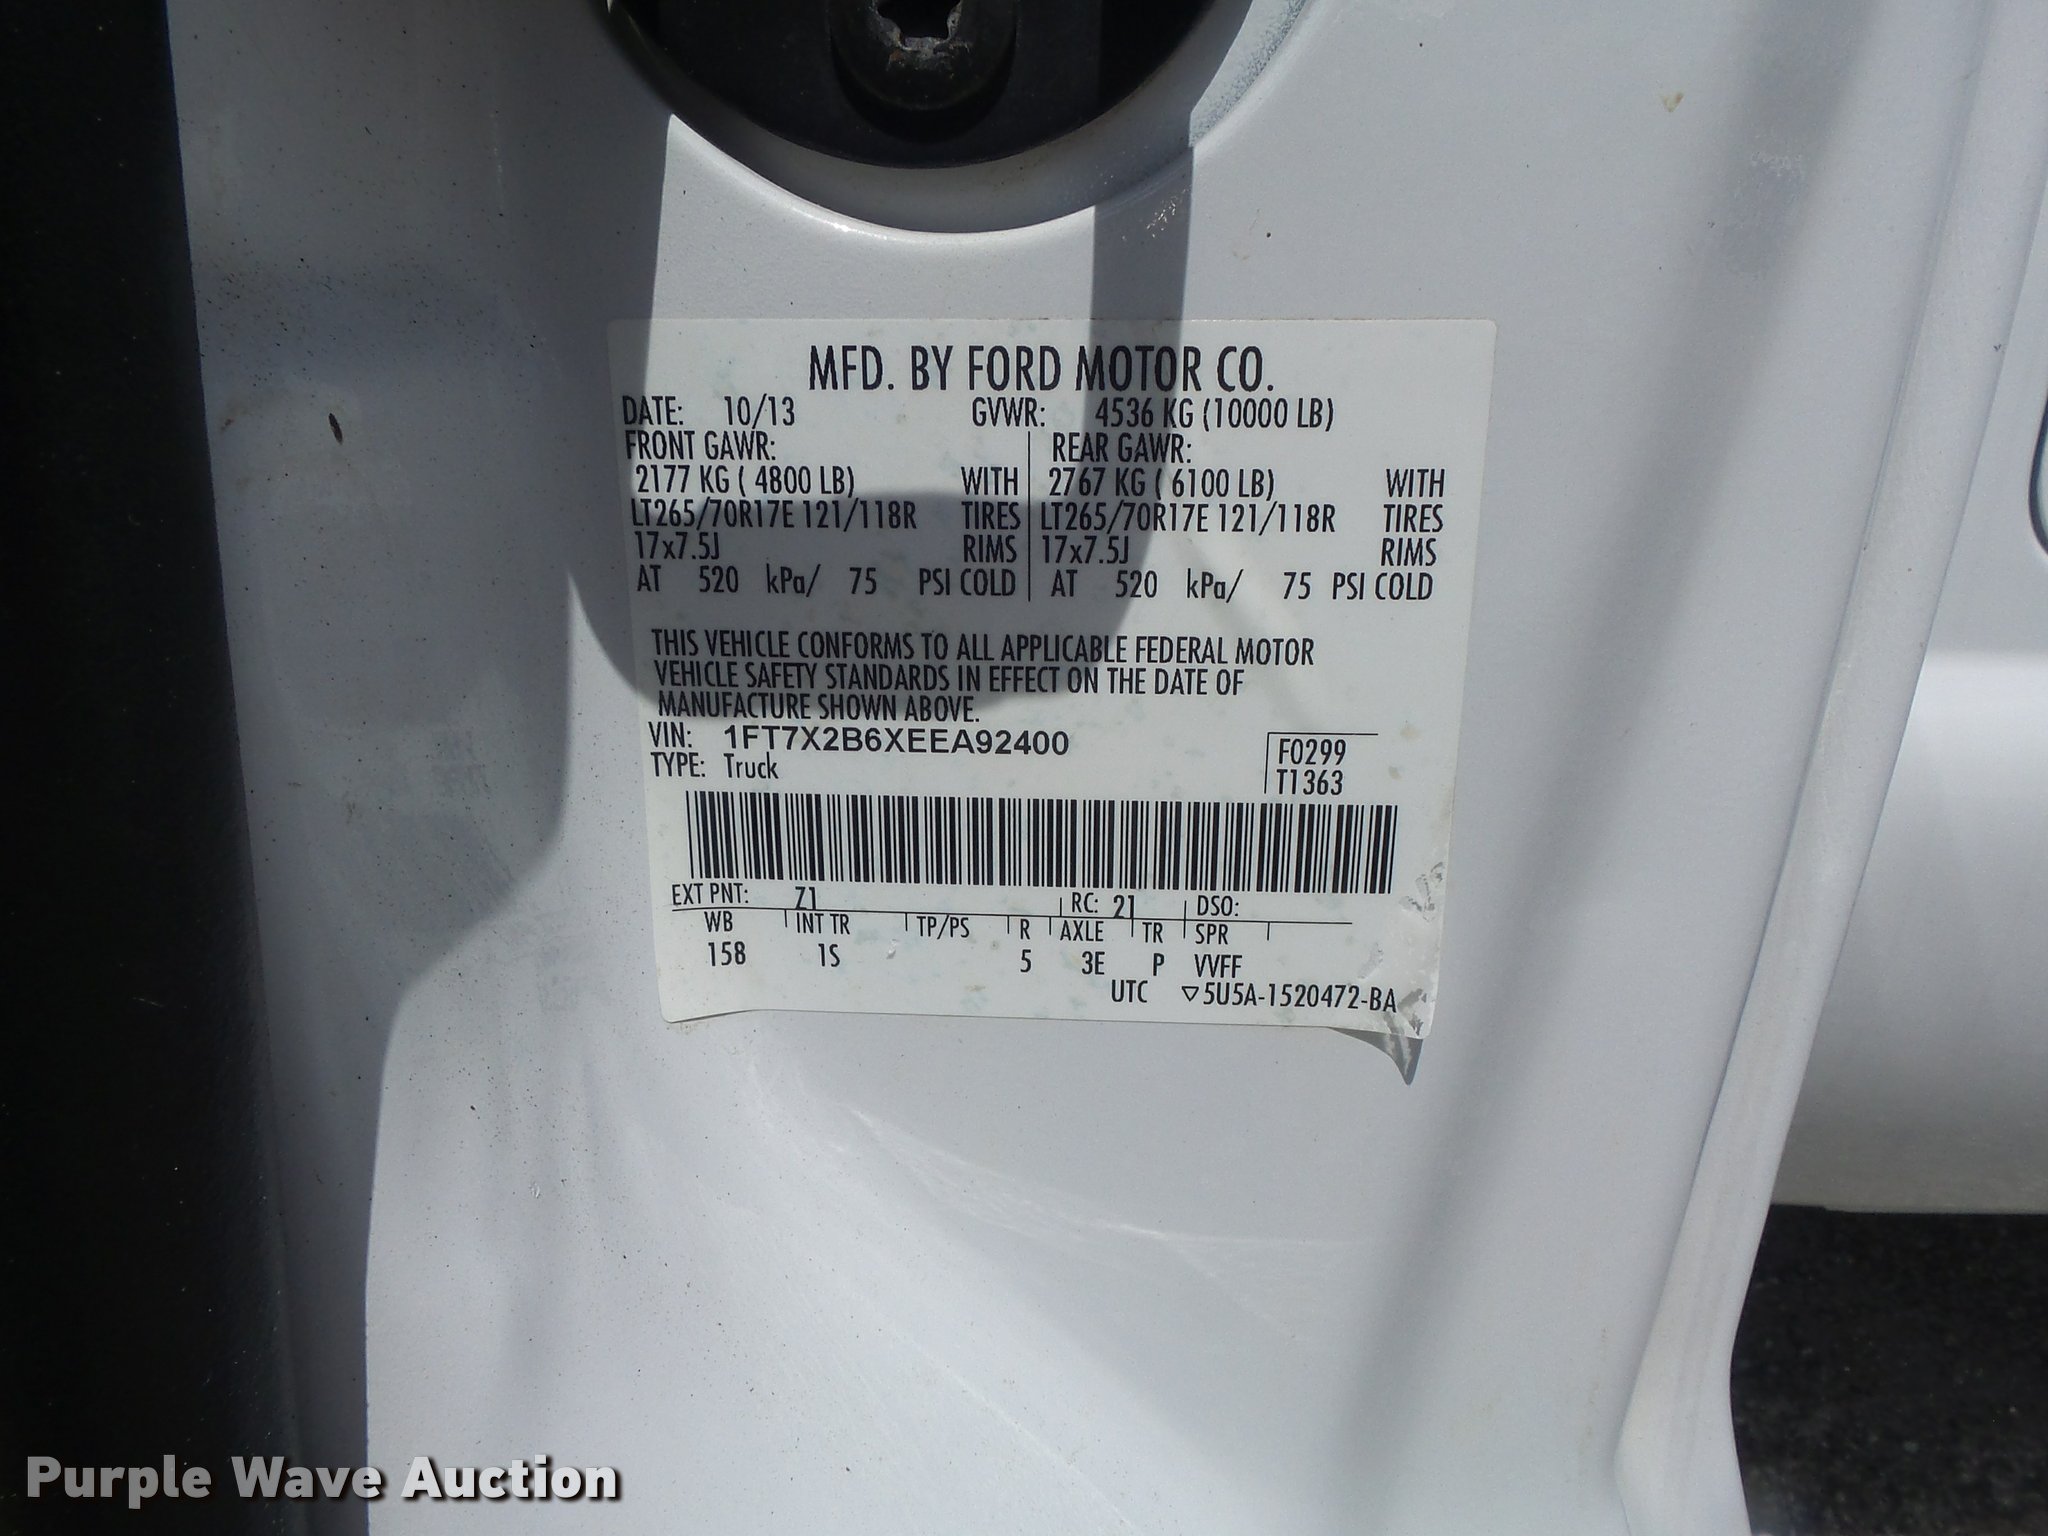 MFD. BY FORD MOTOR CO.
DATE: 10/13 GVWR: 4536 KG (10000 LB)
FRONT GAWR: REAR GAWR:
2177 KG ( 4800 LB) WITH 2767 KG ( 6100 LB) WITH
LT265/70R17E 121/118R TIRES LT265/70R17E 121/118R TIRES
17x7.5J RIMS 17x7.5J RIMS
AT 520 kPa/ 75 PSI COLD AT 520 kPa/ 75 PSI COLD
THIS VEHICLE CONFORMS TO ALL APPLICABLE FEDERAL MOTOR
VEHICLE SAFETY STANDARDS IN EFFECT ON THE DATE OF
MANUFACTURE SHOWN ABOVE.
VIN: 1FT7X2B6XEEA92400 F0299
TYPE: Truck T1363
EXT PNT: Z1 RC: 21 DSO:
WB INT TR TP/PS R AXLE TR SPR
158 1S 5 3E P VVFF
UTC ▽5U5A-1520472-BA
Purple Wave Auction